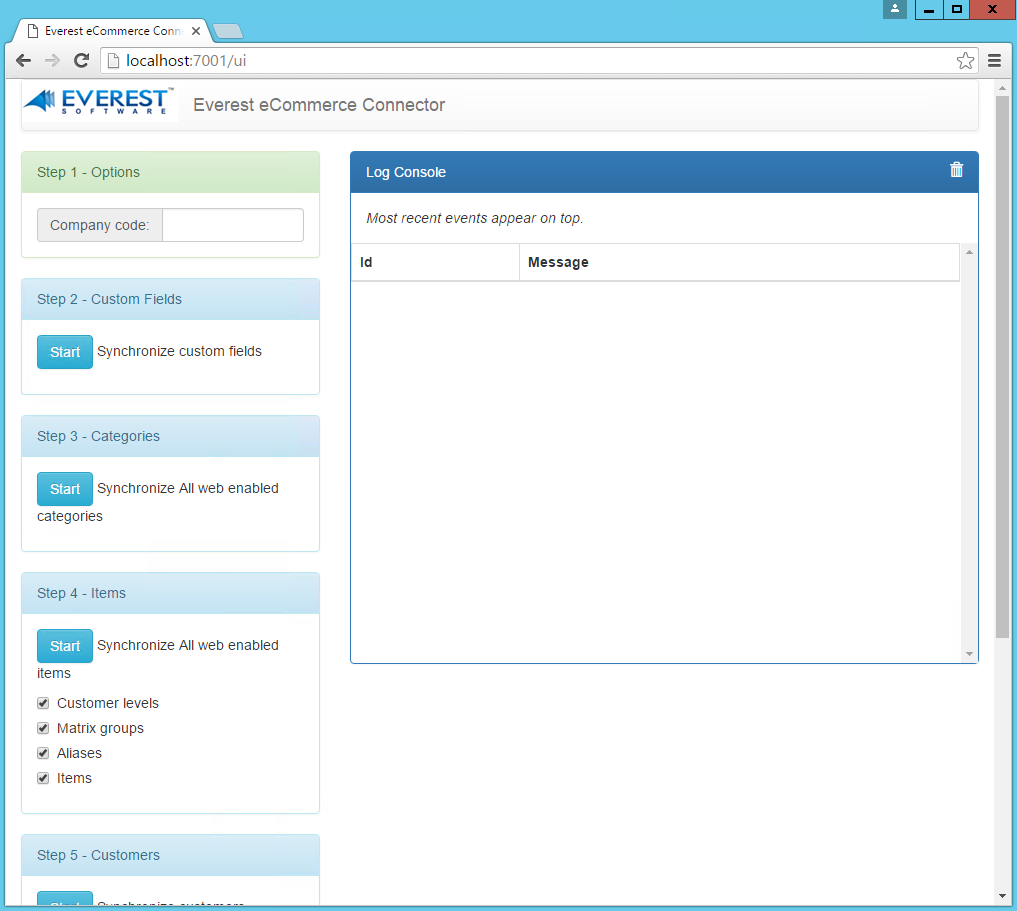 Everest eCommerce Conn
localhost:7001/ui
EVEREST™
SOFTWARE
Everest eCommerce Connector
Step 1 - Options
Company code:
Step 2 - Custom Fields
Start Synchronize custom fields
Step 3 - Categories
Start Synchronize All web enabled
categories
Step 4 - Items
Start Synchronize All web enabled
items
Customer levels
Matrix groups
Aliases
Items
Step 5 - Customers
Start Synchronize customers
Log Console
Most recent events appear on top.
Id Message